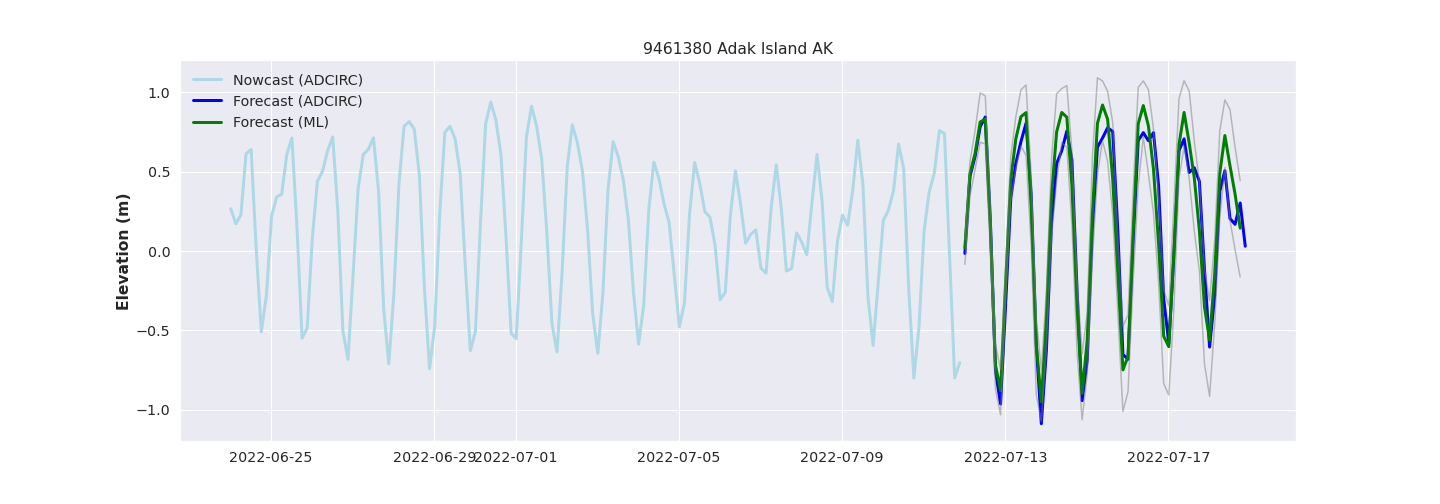 9461380 Adak Island AK
Nowcast (ADCIRC)
Forecast (ADCIRC)
Forecast (ML)
Elevation (m)
1.0
0.5
0.0
−0.5
−1.0
2022-06-25
2022-06-29
2022-07-01
2022-07-05
2022-07-09
2022-07-13
2022-07-17